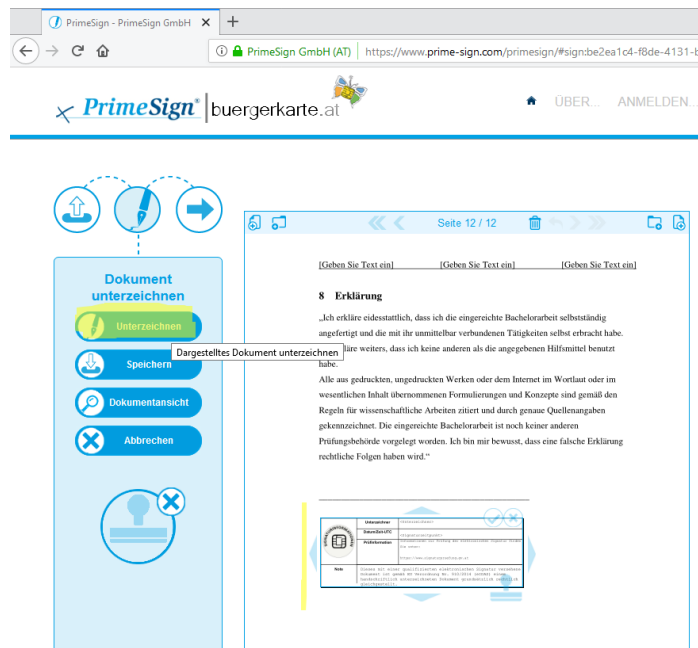 PrimeSign - PrimeSign GmbH
PrimeSign GmbH (AT) https://www.prime-sign.com/primesign/#sign:be2ea1c4-f8de-4131-b
PrimeSign® buergerkarte.at
ÜBER... ANMELDEN...
Seite 12 / 12
Dokument
unterzeichnen
Unterzeichnen
Dargestelltes Dokument unterzeichnen
Speichern
Dokumentansicht
Abbrechen
[Geben Sie Text ein] [Geben Sie Text ein] [Geben Sie Text ein]
8 Erklärung
„Ich erkläre eidesstattlich, dass ich die eingereichte Bachelorarbeit selbstständig
angefertigt und die mit ihr unmittelbar verbundenen Tätigkeiten selbst erbracht habe.
läre weiters, dass ich keine anderen als die angegebenen Hilfsmittel benutzt
habe.
Alle aus gedruckten, ungedruckten Werken oder dem Internet im Wortlaut oder im
wesentlichen Inhalt übernommenen Formulierungen und Konzepte sind gemäß den
Regeln für wissenschaftliche Arbeiten zitiert und durch genaue Quellenangaben
gekennzeichnet. Die eingereichte Bachelorarbeit ist noch keiner anderen
Prüfungsbehörde vorgelegt worden. Ich bin mir bewusst, dass eine falsche Erklärung
rechtliche Folgen haben wird.“
Unterzeichner
Datum/Zeit-UTC
Prüfinformation
Note